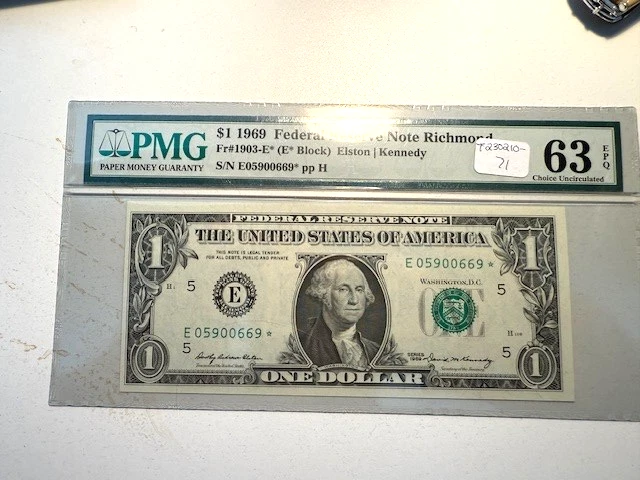 PMG
PAPER MONEY GUARANTY
$1 1969 Federal Reserve Note Richmond
Fr#1903-E* (E* Block) Elston | Kennedy
S/N E05900669* pp H
T230210-
71
63
EPQ
Choice Uncirculated
FEDERAL RESERVE NOTE
THE UNITED STATES OF AMERICA
THIS NOTE IS LEGAL TENDER
FOR ALL DEBTS, PUBLIC AND PRIVATE
E 05900669 *
WASHINGTON, D.C.
5
5
E
E 05900669 *
5
5
SERIES
1969
1
1
1
1
ONE DOLLAR